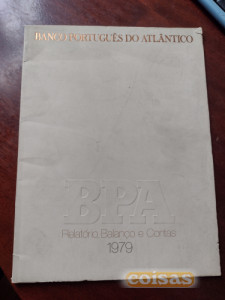 BANCO PORTUGUÊS DO ATLÂNTICO
BPA
Relatório Balanço e Contas
1979
coisas